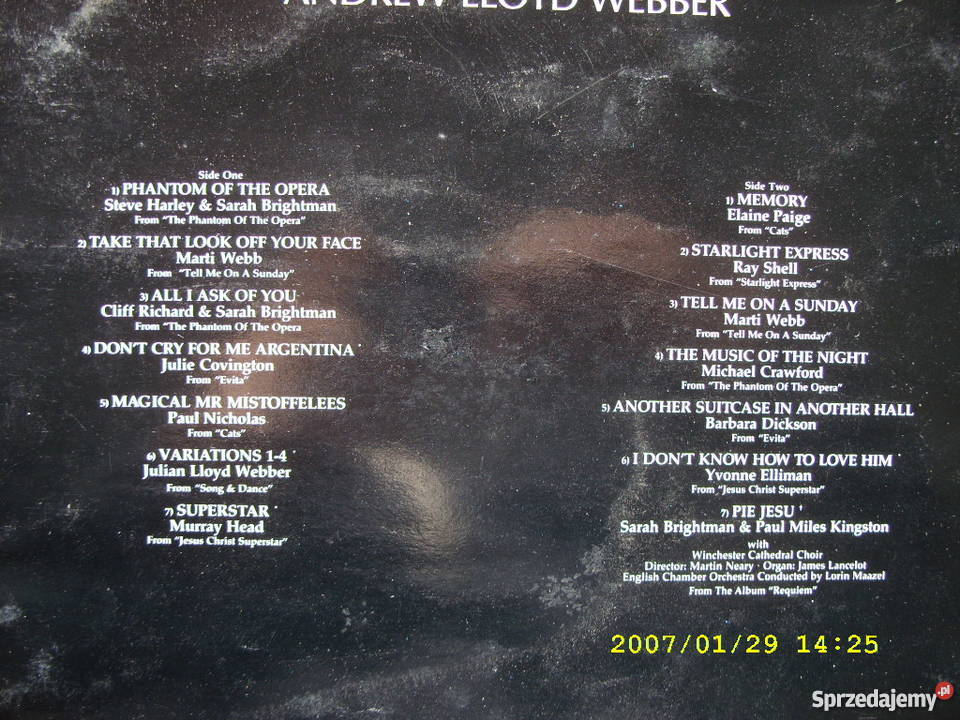 ANDREW LLOYD WEBBER
Side One
1) PHANTOM OF THE OPERA
Steve Harley & Sarah Brightman
From "The Phantom Of The Opera"
2) TAKE THAT LOOK OFF YOUR FACE
Marti Webb
From "Tell Me On A Sunday"
3) ALL I ASK OF YOU
Cliff Richard & Sarah Brightman
From "The Phantom Of The Opera
4) DON'T CRY FOR ME ARGENTINA
Julie Covington
From "Evita"
5) MAGICAL MR MISTOFFELEES
Paul Nicholas
From "Cats"
6) VARIATIONS 1-4
Julian Lloyd Webber
From "Song & Dance"
7) SUPERSTAR
Murray Head
From "Jesus Christ Superstar"
Side Two
1) MEMORY
Elaine Paige
From "Cats"
2) STARLIGHT EXPRESS
Ray Shell
From "Starlight Express"
3) TELL ME ON A SUNDAY
Marti Webb
From "Tell Me On A Sunday"
4) THE MUSIC OF THE NIGHT
Michael Crawford
From "The Phantom Of The Opera"
5) ANOTHER SUITCASE IN ANOTHER HALL
Barbara Dickson
From "Evita"
6) I DON'T KNOW HOW TO LOVE HIM
Yvonne Elliman
From "Jesus Christ Superstar"
7) PIE JESU
Sarah Brightman & Paul Miles Kingston
with
Winchester Cathedral Choir
Director: Martin Neary · Organ: James Lancelot
English Chamber Orchestra Conducted by Lorin Maazel
From The Album "Requiem"
2007/01/29 14:25
Sprzedajemy.pl